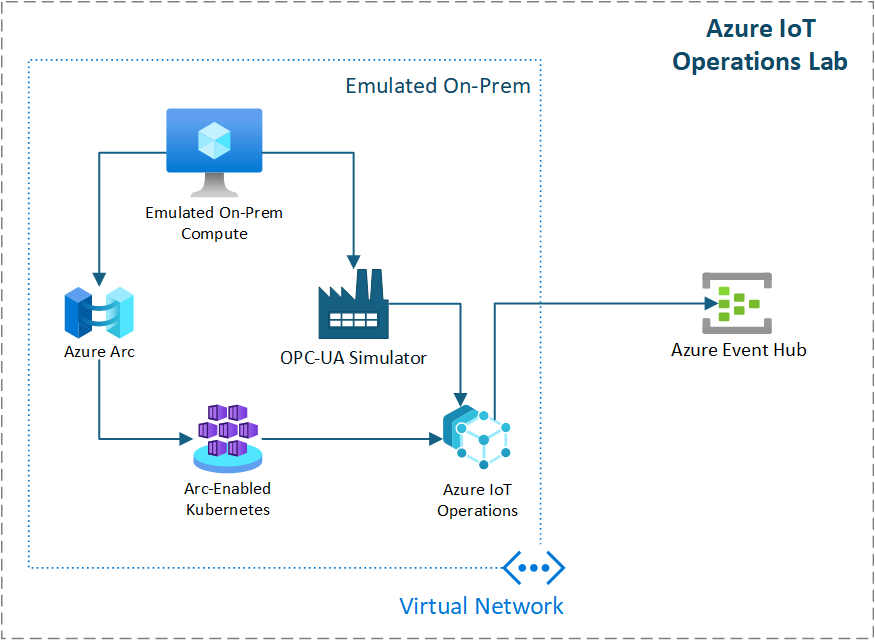 Azure IoT
Operations Lab
Emulated On-Prem
Emulated On-Prem
Compute
Azure Arc
OPC-UA Simulator
Azure Event Hub
Arc-Enabled
Kubernetes
Azure IoT
Operations
Virtual Network